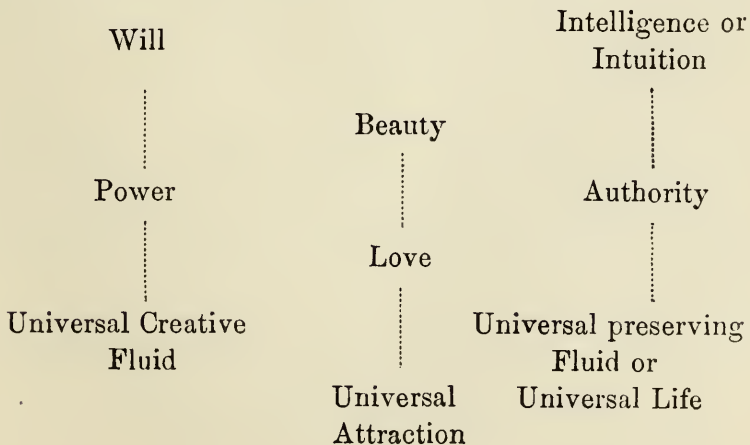 Will
Power
Universal Creative
Fluid
Beauty
Love
Universal
Attraction
Intelligence or
Intuition
Authority
Universal preserving
Fluid or
Universal Life